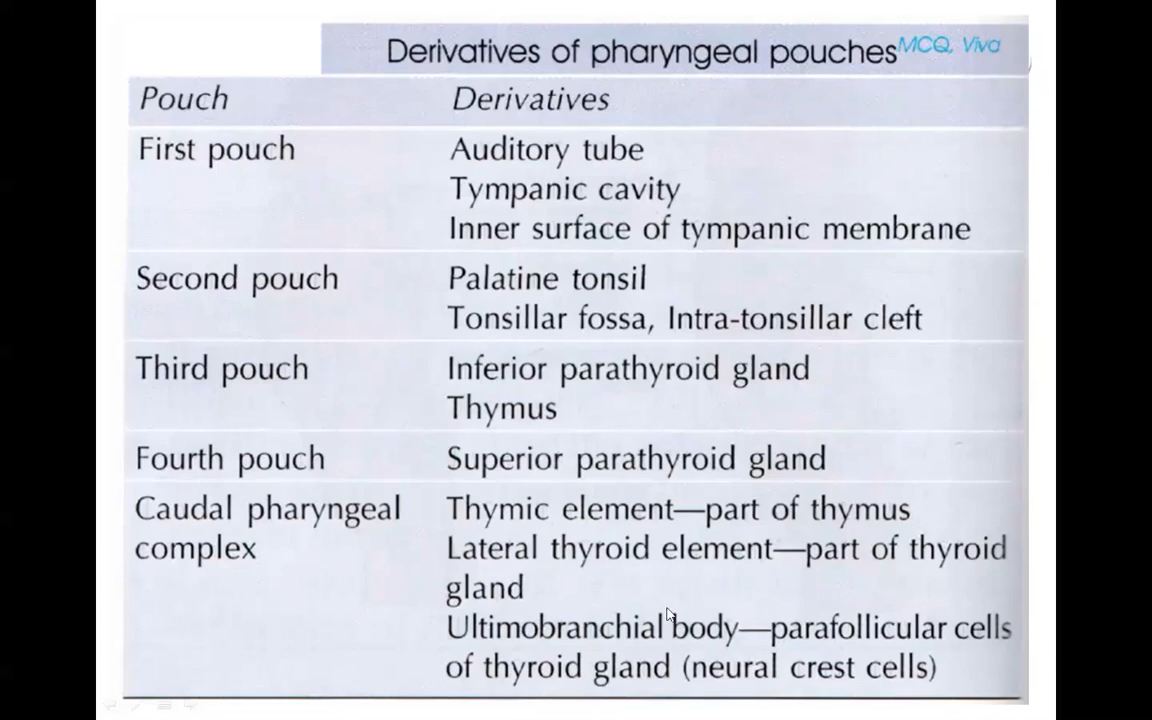 Derivatives of pharyngeal pouches MCQ, Viva
Pouch Derivatives
First pouch Auditory tube
Tympanic cavity
Inner surface of tympanic membrane
Second pouch Palatine tonsil
Tonsillar fossa, Intra-tonsillar cleft
Third pouch Inferior parathyroid gland
Thymus
Fourth pouch Superior parathyroid gland
Caudal pharyngeal Thymic element—part of thymus
complex Lateral thyroid element—part of thyroid
gland
Ultimobranchial body—parafollicular cells
of thyroid gland (neural crest cells)